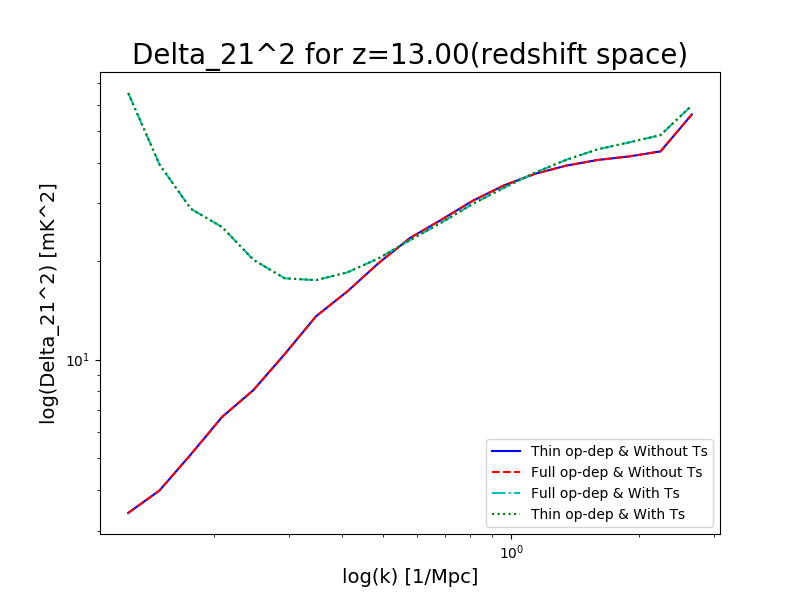 Delta_21^2 for z=13.00(redshift space)
log(Delta_21^2) [mK^2]
10^1
10^0
log(k) [1/Mpc]
Thin op-dep & Without Ts
Full op-dep & Without Ts
Full op-dep & With Ts
Thin op-dep & With Ts